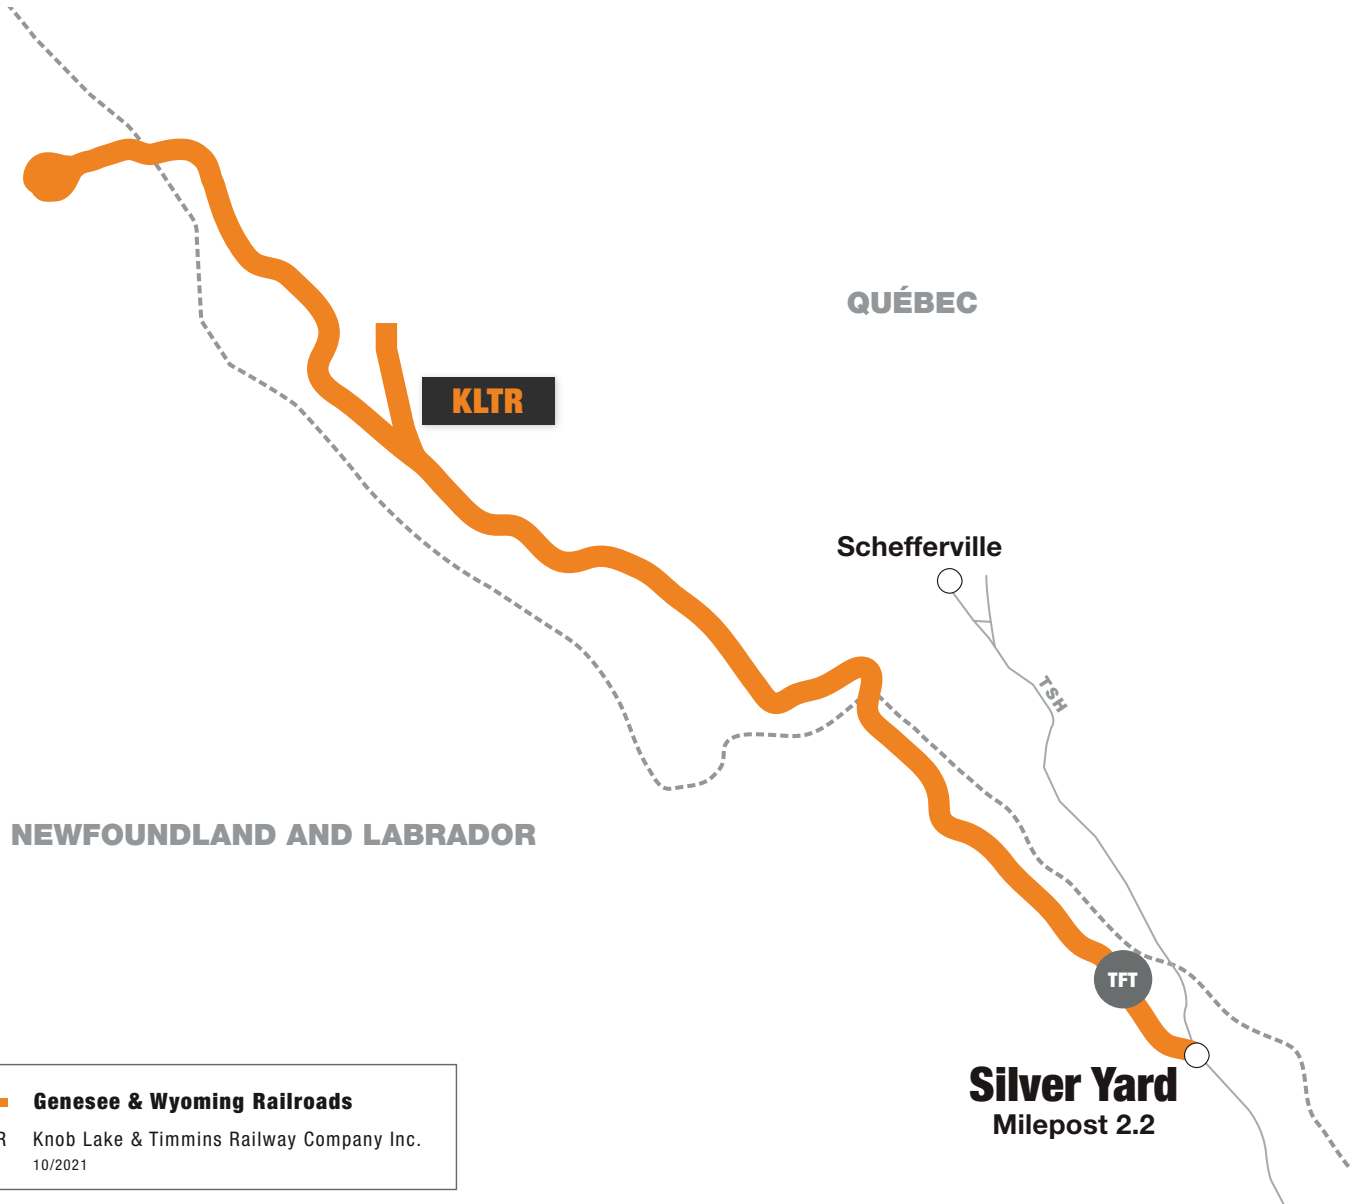 QUÉBEC
KLTR
Schefferville
TSH
NEWFOUNDLAND AND LABRADOR
TFT
Silver Yard
Milepost 2.2
Genesee & Wyoming Railroads
R Knob Lake & Timmins Railway Company Inc.
10/2021